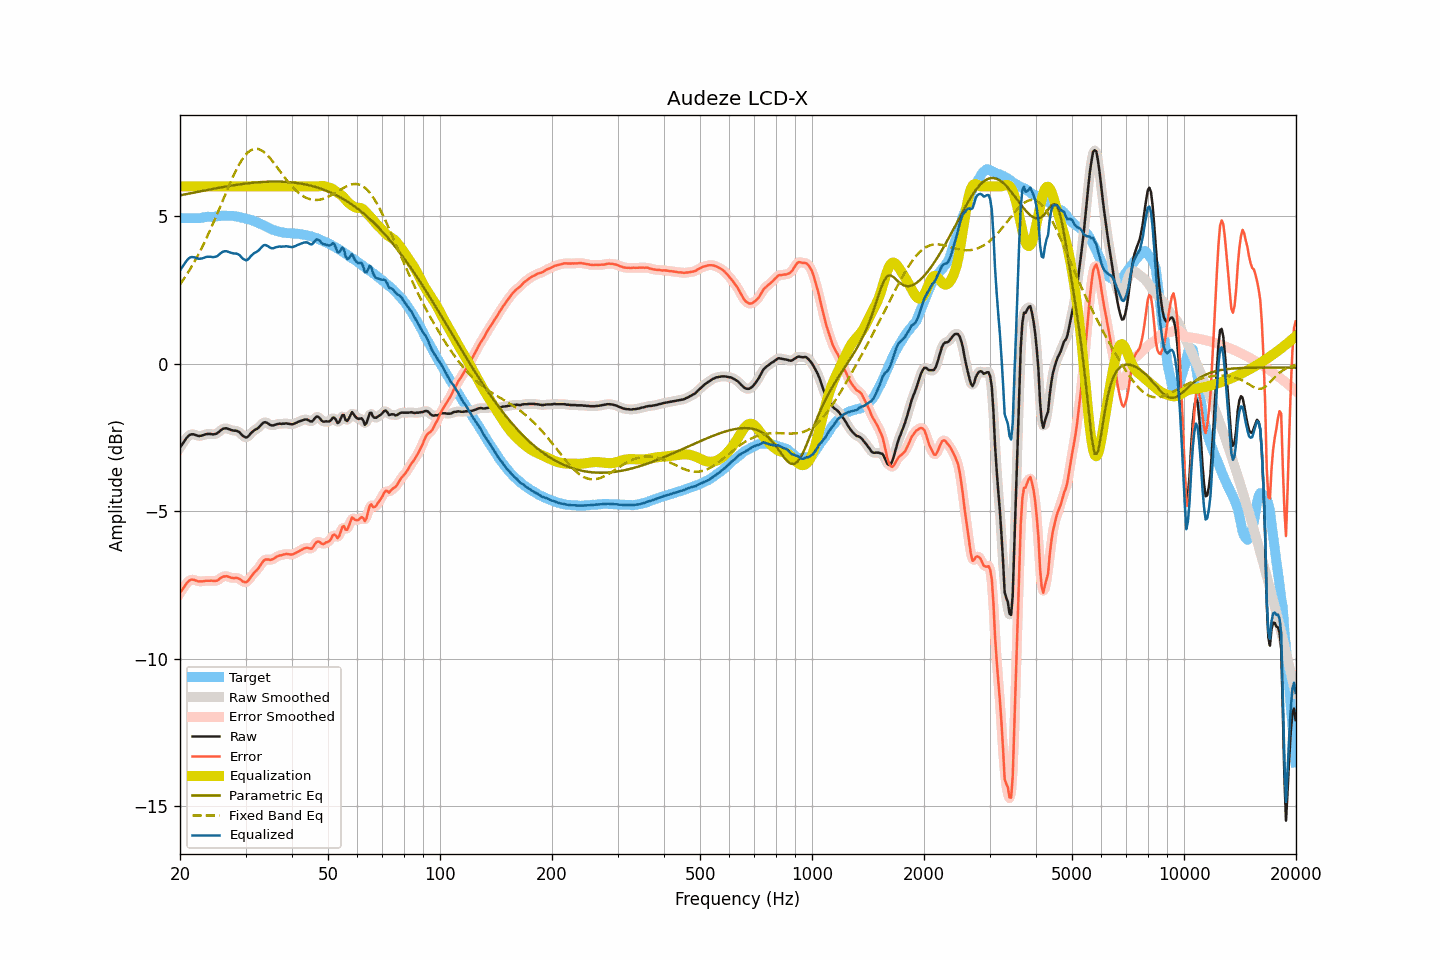 Audeze LCD-X
Amplitude (dBr)
5
0
−5
−10
−15
Target
Raw Smoothed
Error Smoothed
Raw
Error
Equalization
Parametric Eq
Fixed Band Eq
Equalized
20 50 100 200 500 1000 2000 5000 10000 20000
Frequency (Hz)